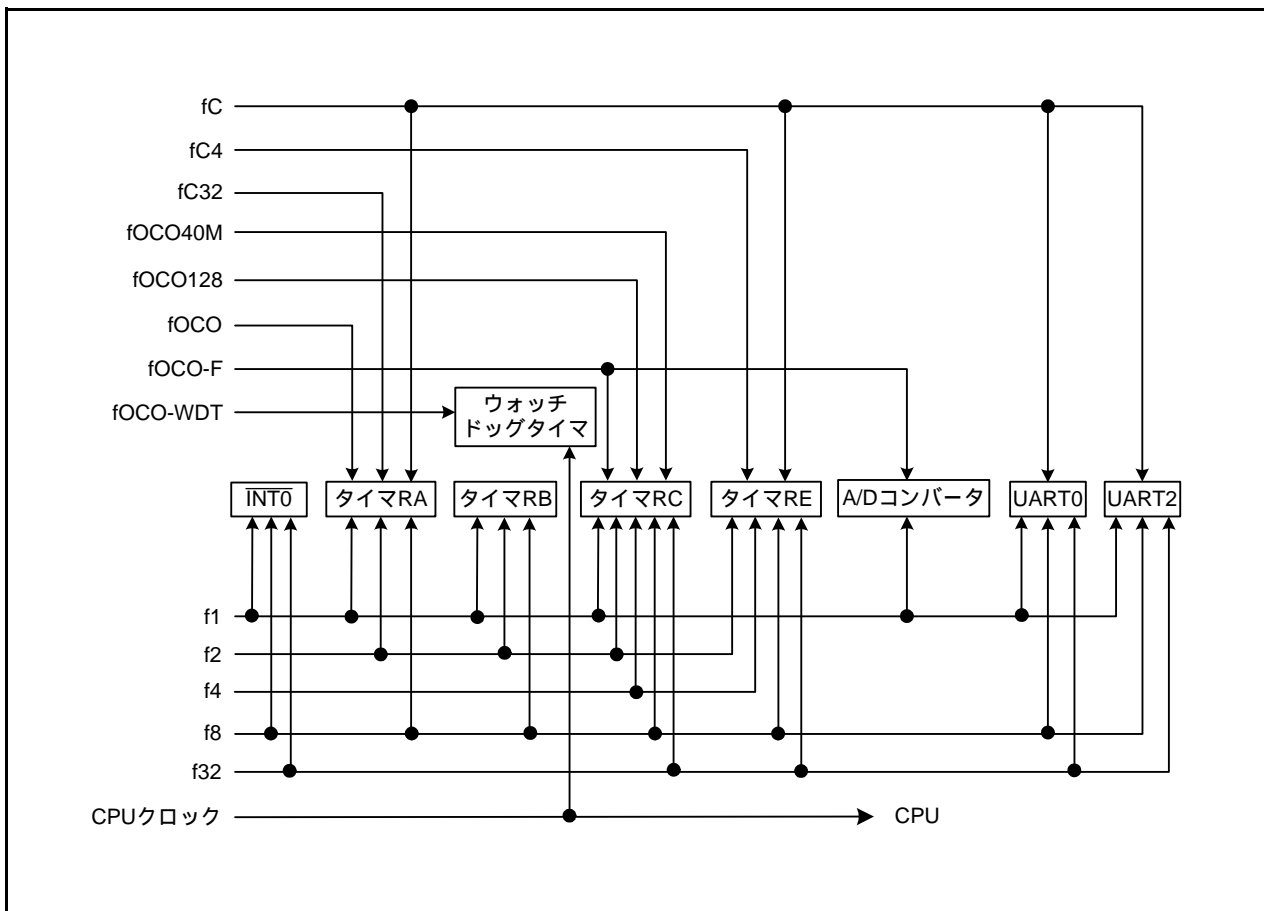 fC
fC4
fC32
fOCO40M
fOCO128
fOCO
fOCO-F
fOCO-WDT
ウォッチ
ドッグタイマ
INT0
タイマRA
タイマRB
タイマRC
タイマRE
A/Dコンバータ
UART0
UART2
f1
f2
f4
f8
f32
CPUクロック
CPU